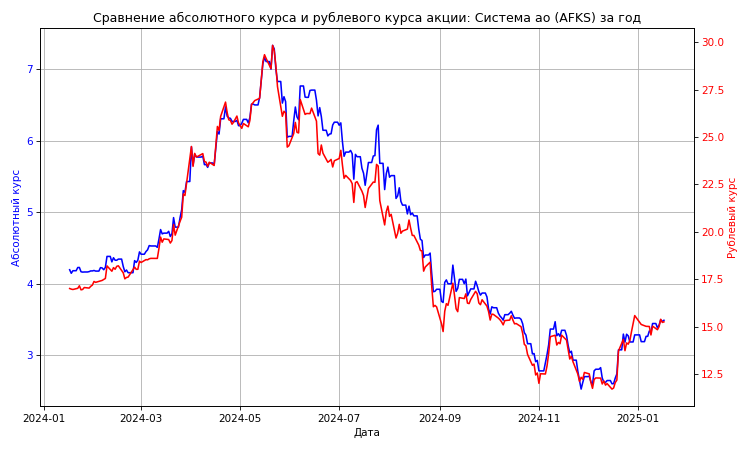 Сравнение абсолютного курса и рублевого курса акции: Система ао (AFKS) за год
Абсолютный курс
7
6
5
4
3
30.0
27.5
25.0
22.5
20.0
17.5
15.0
12.5
Рублевый курс
2024-01 2024-03 2024-05 2024-07 2024-09 2024-11 2025-01
Дата